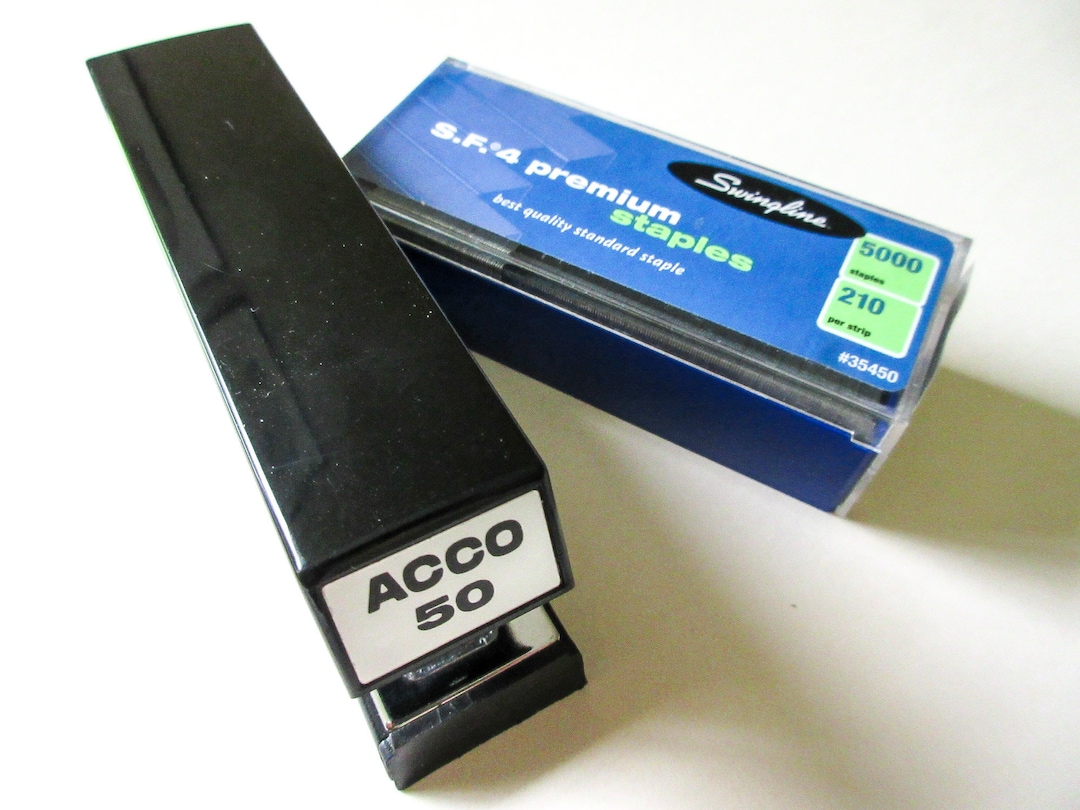 S.F.®4 premium
staples
best quality standard staple
Swingline
5000
staples
210
per strip
#35450
ACCO
50